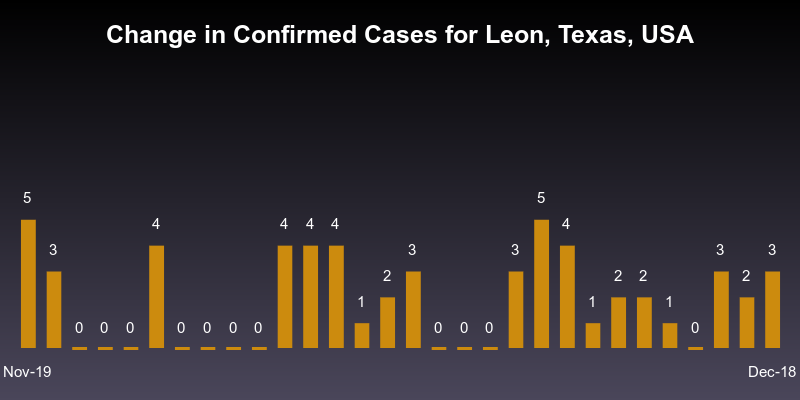 Change in Confirmed Cases for Leon, Texas, USA
5 3 0 0 0 4 0 0 0 0 4 4 4 1 2 3 0 0 0 3 5 4 1 2 2 1 0 3 2 3
Nov-19 Dec-18